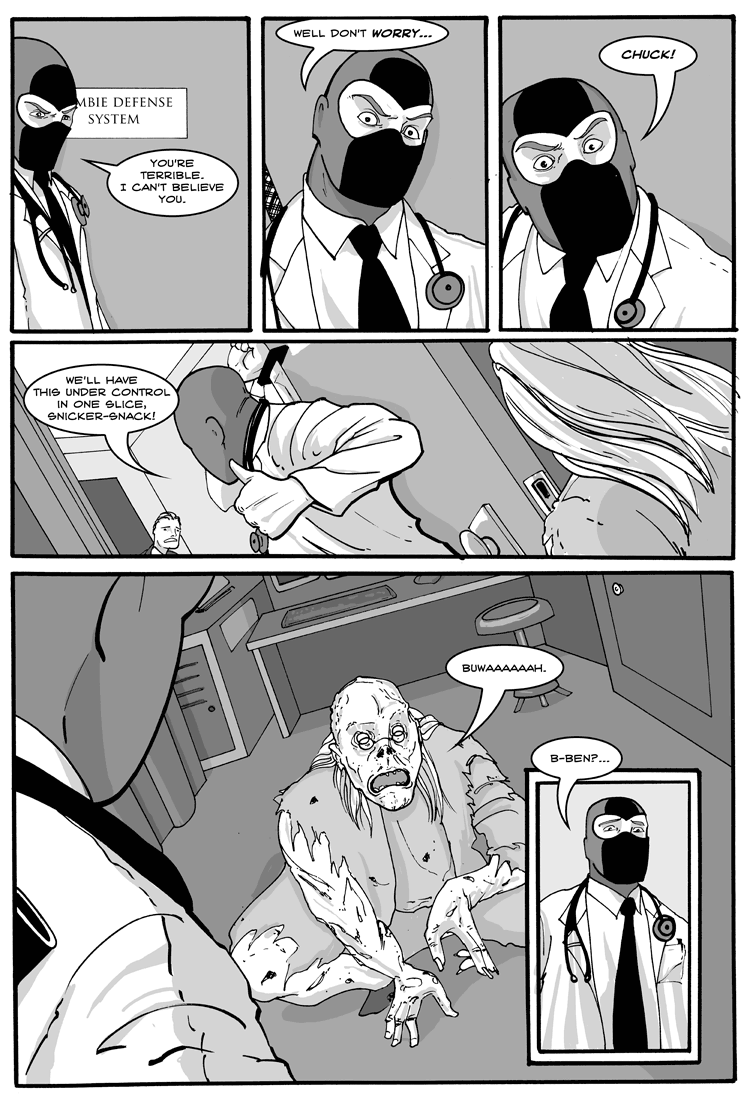 MBIE DEFENSE
SYSTEM
YOU'RE
TERRIBLE.
I CAN'T BELIEVE
YOU.
WELL DON'T WORRY...
CHUCK!
WE'LL HAVE
THIS UNDER CONTROL
IN ONE SLICE,
SNICKER-SNACK!
BUWAAAAAAH.
B-BEN?...